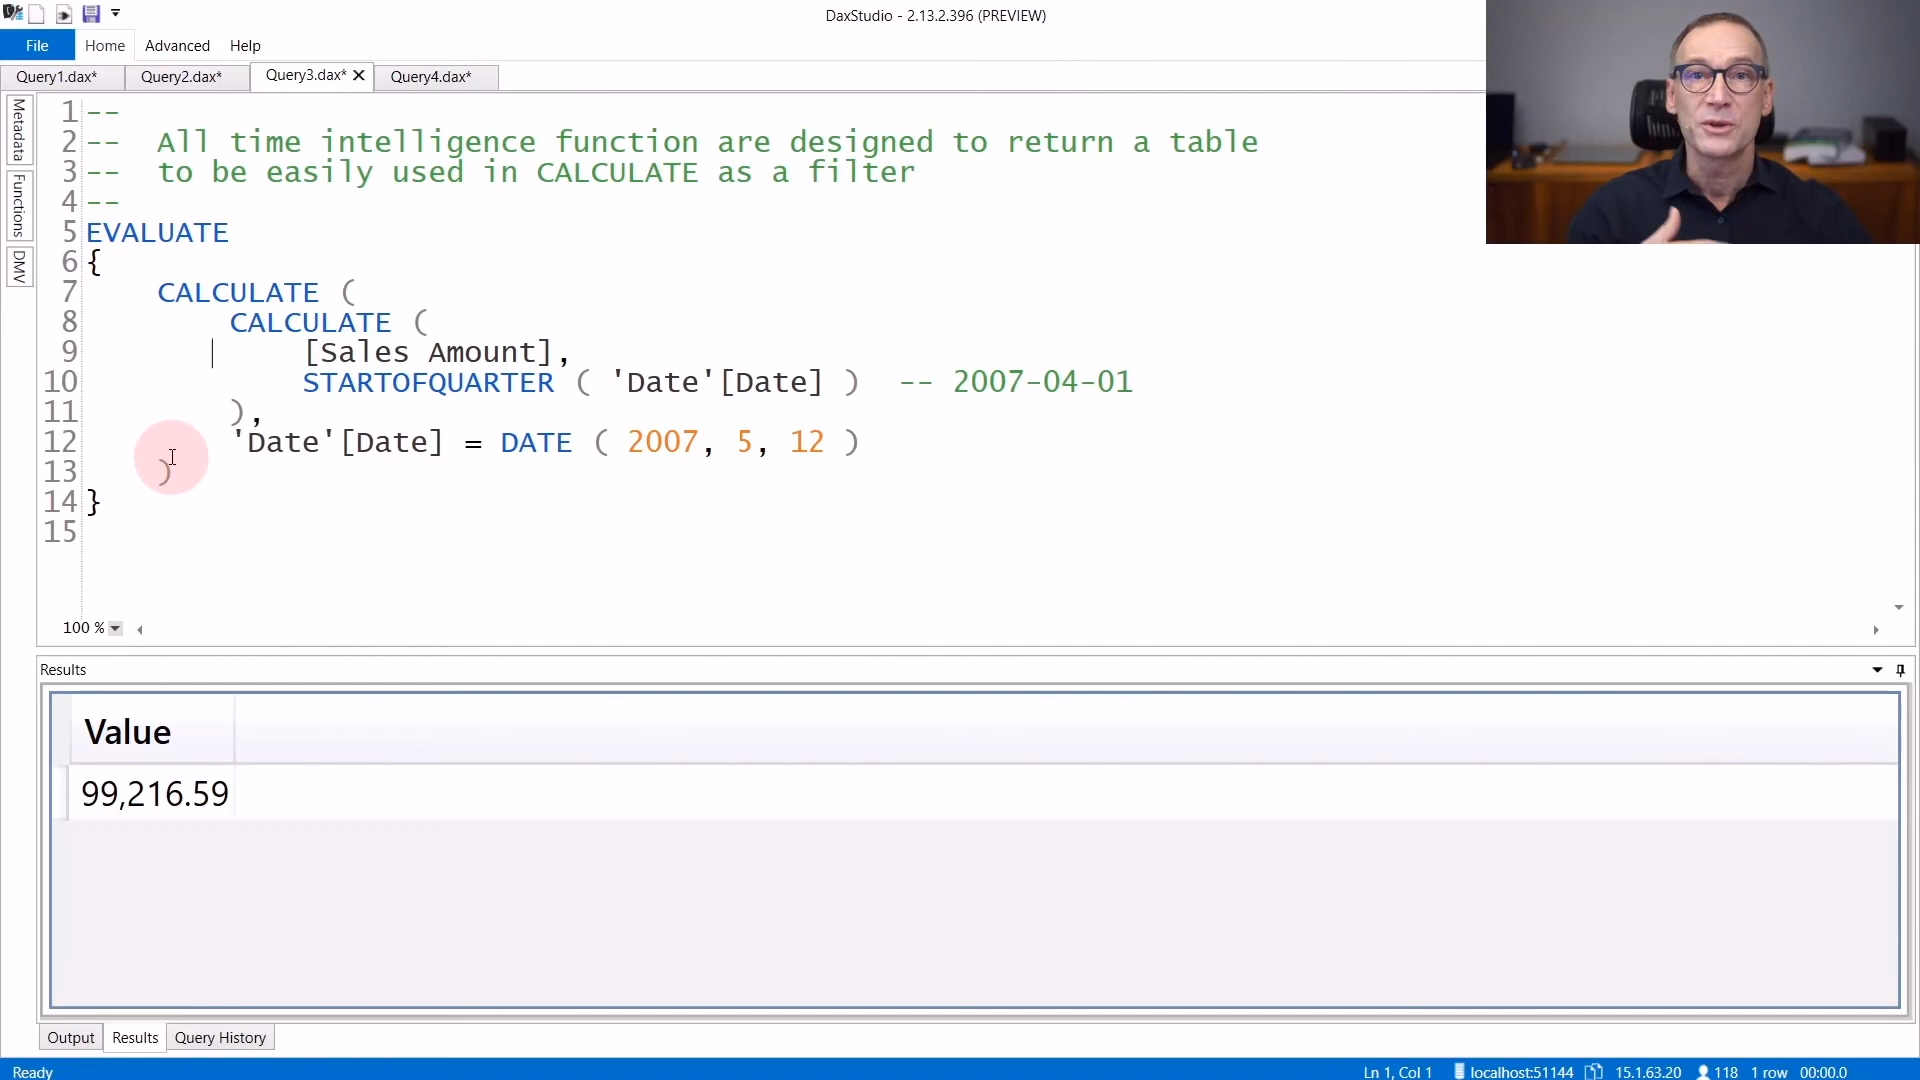 DaxStudio - 2.13.2.396 (PREVIEW)
File Home Advanced Help
Query1.dax* Query2.dax* Query3.dax* Query4.dax*
Metadata
Functions
DMV
1 --
2 -- All time intelligence function are designed to return a table
3 -- to be easily used in CALCULATE as a filter
4 --
5 EVALUATE
6 {
7 CALCULATE (
8 CALCULATE (
9 [Sales Amount],
10 STARTOFQUARTER ( 'Date'[Date] ) -- 2007-04-01
11 ),
12 'Date'[Date] = DATE ( 2007, 5, 12 )
13 )
14 }
15
100 %
Results
Value
99,216.59
Output Results Query History
Ready Ln 1, Col 1 localhost:51144 15.1.63.20 118 1 row 00:00.0